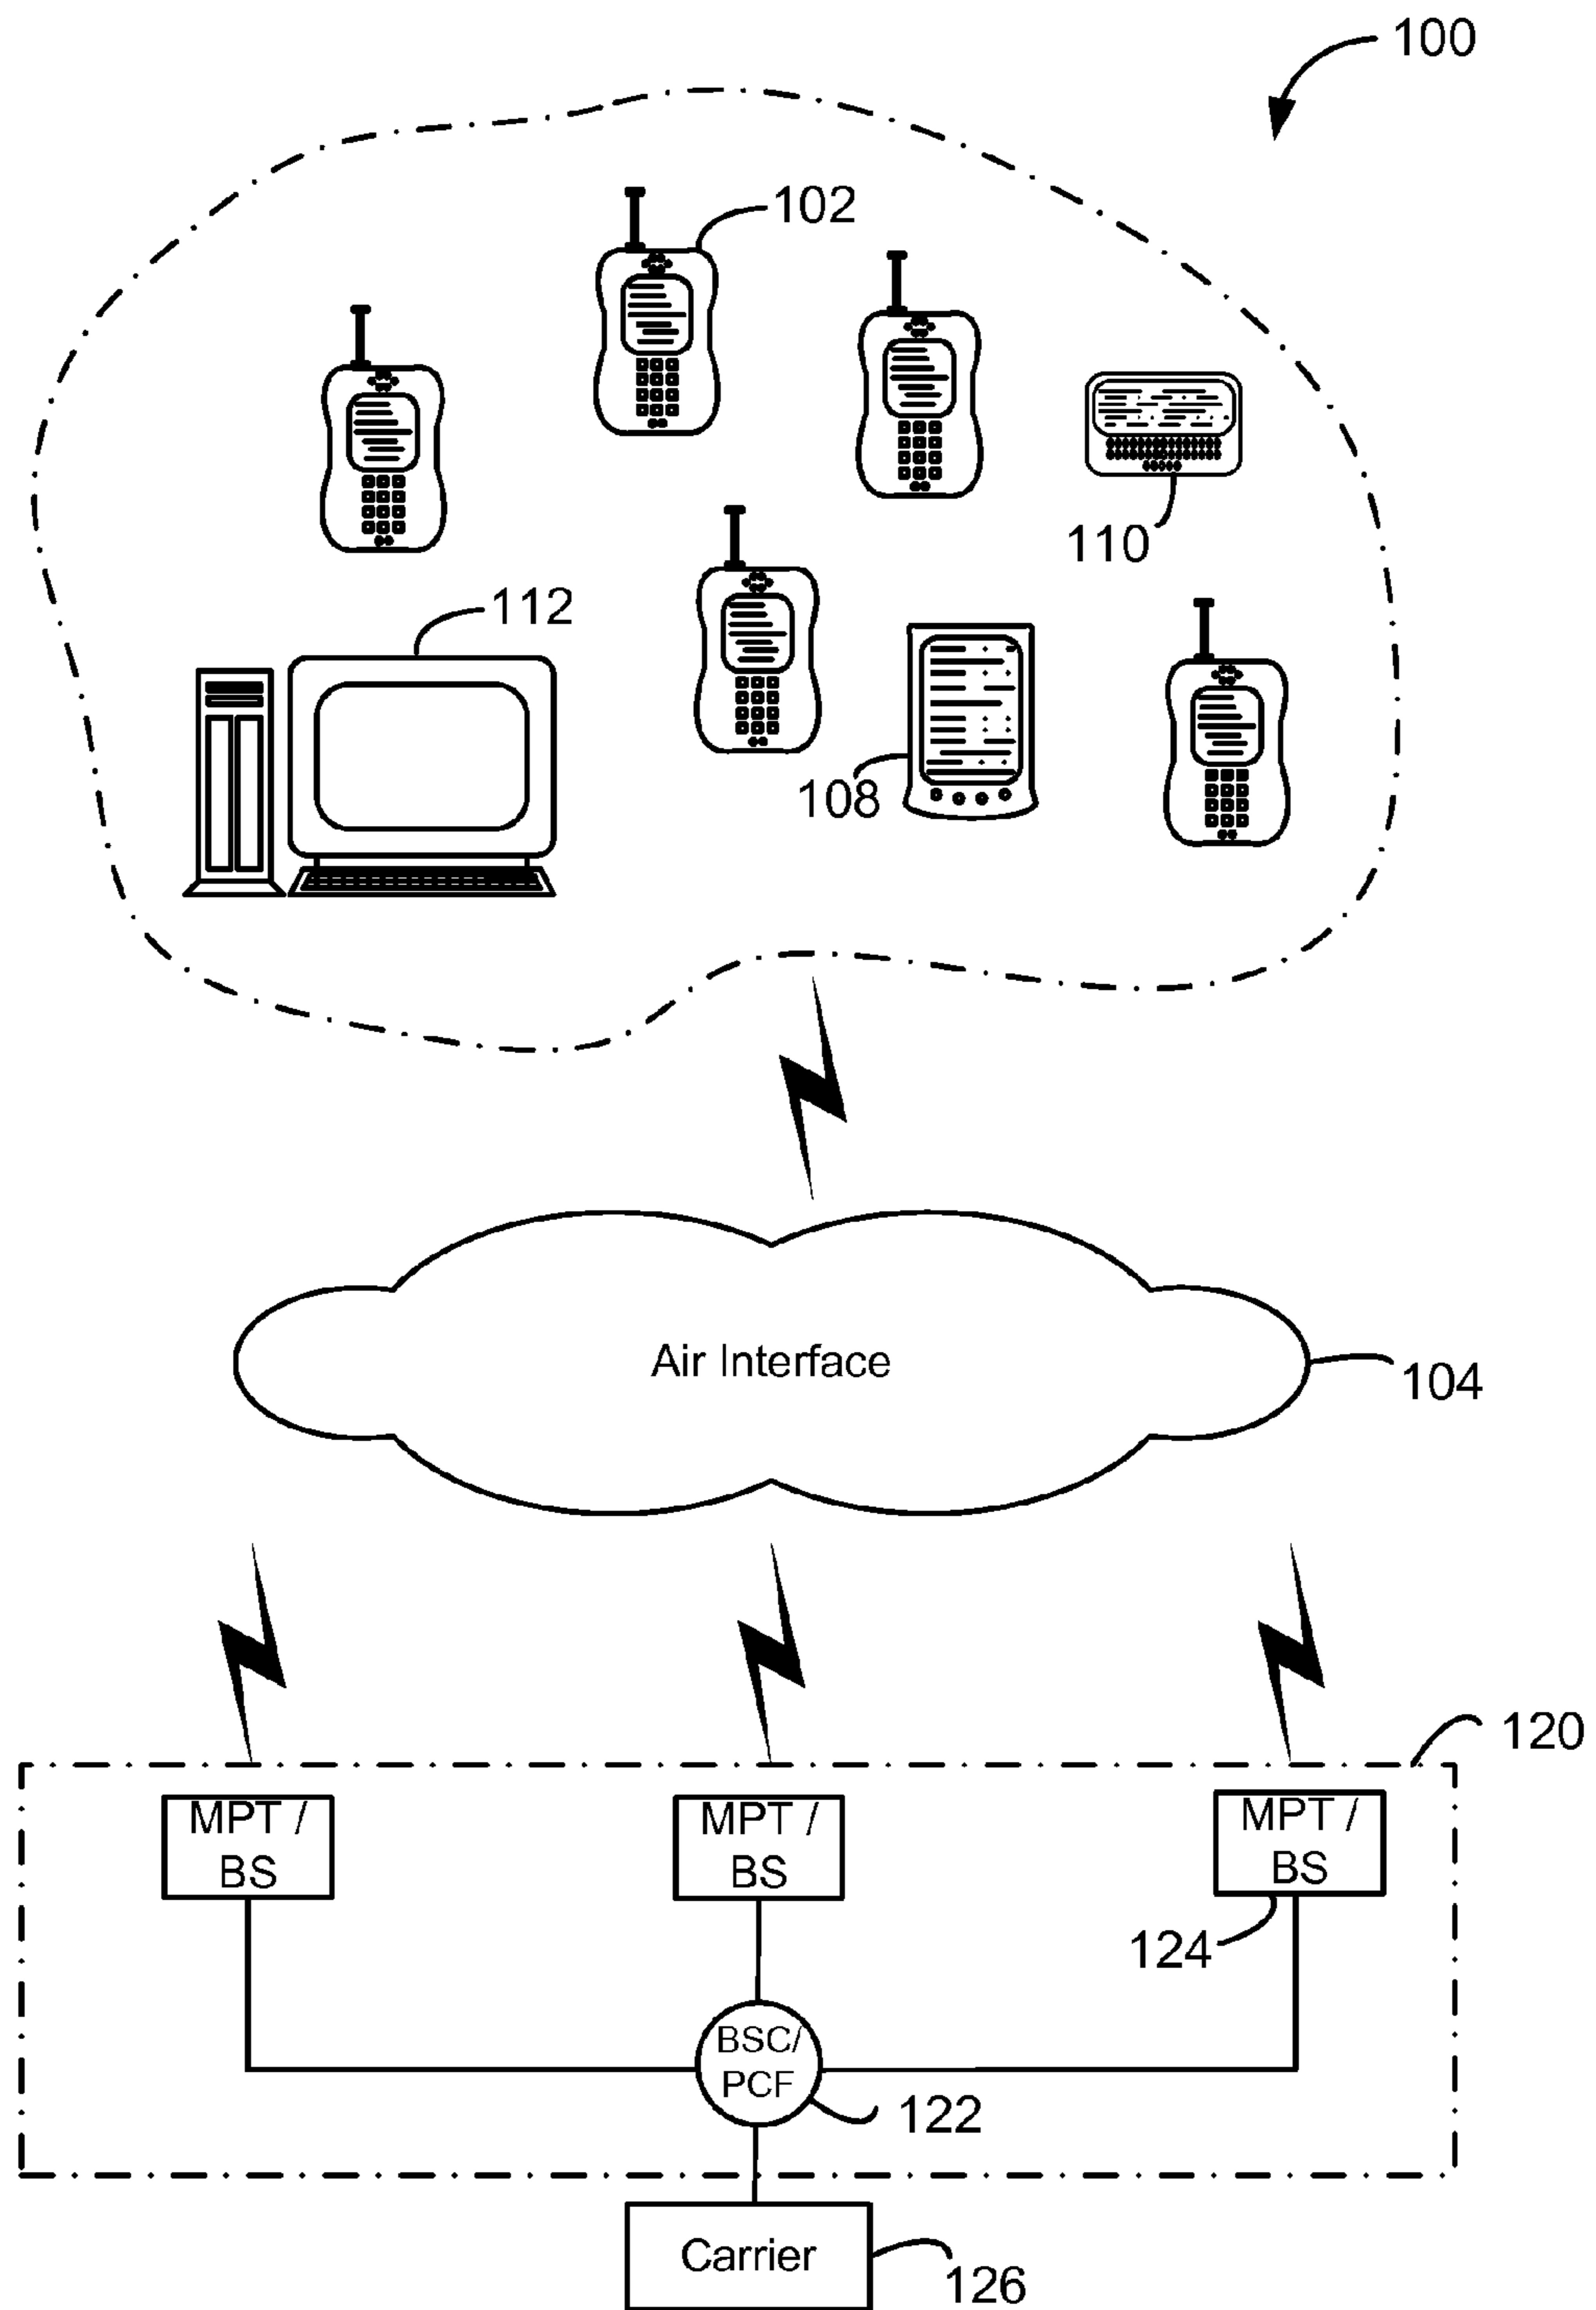 100
102
110
112
108
Air Interface
104
120
MPT /
BS
MPT /
BS
MPT /
BS
124
BSC/
PCF
122
Carrier
126